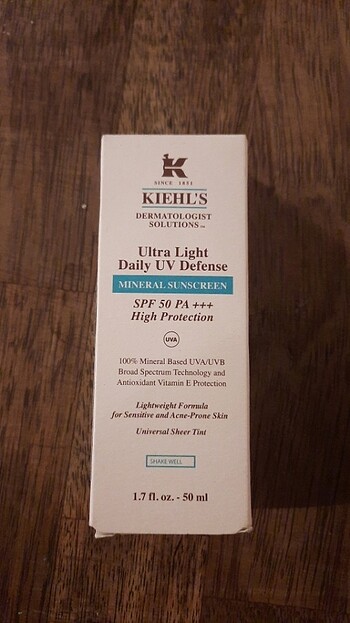 K
SINCE 1851
KIEHL'S
DERMATOLOGIST
SOLUTIONS™
Ultra Light
Daily UV Defense
MINERAL SUNSCREEN
SPF 50 PA +++
High Protection
UVA
100% Mineral Based UVA/UVB
Broad Spectrum Technology and
Antioxidant Vitamin E Protection
Lightweight Formula
for Sensitive and Acne-Prone Skin
Universal Sheer Tint
SHAKE WELL
1.7 fl. oz. - 50 ml